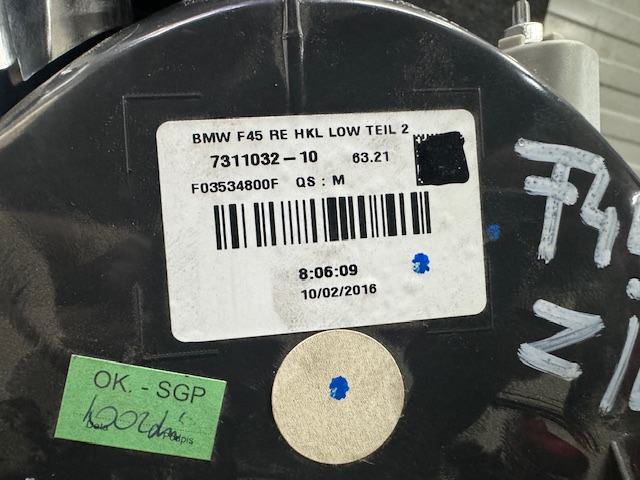 BMW F45 RE HKL LOW TEIL 2
7311032-10 63.21
F03534800F QS : M
8:06:09
10/02/2016
OK. - SGP